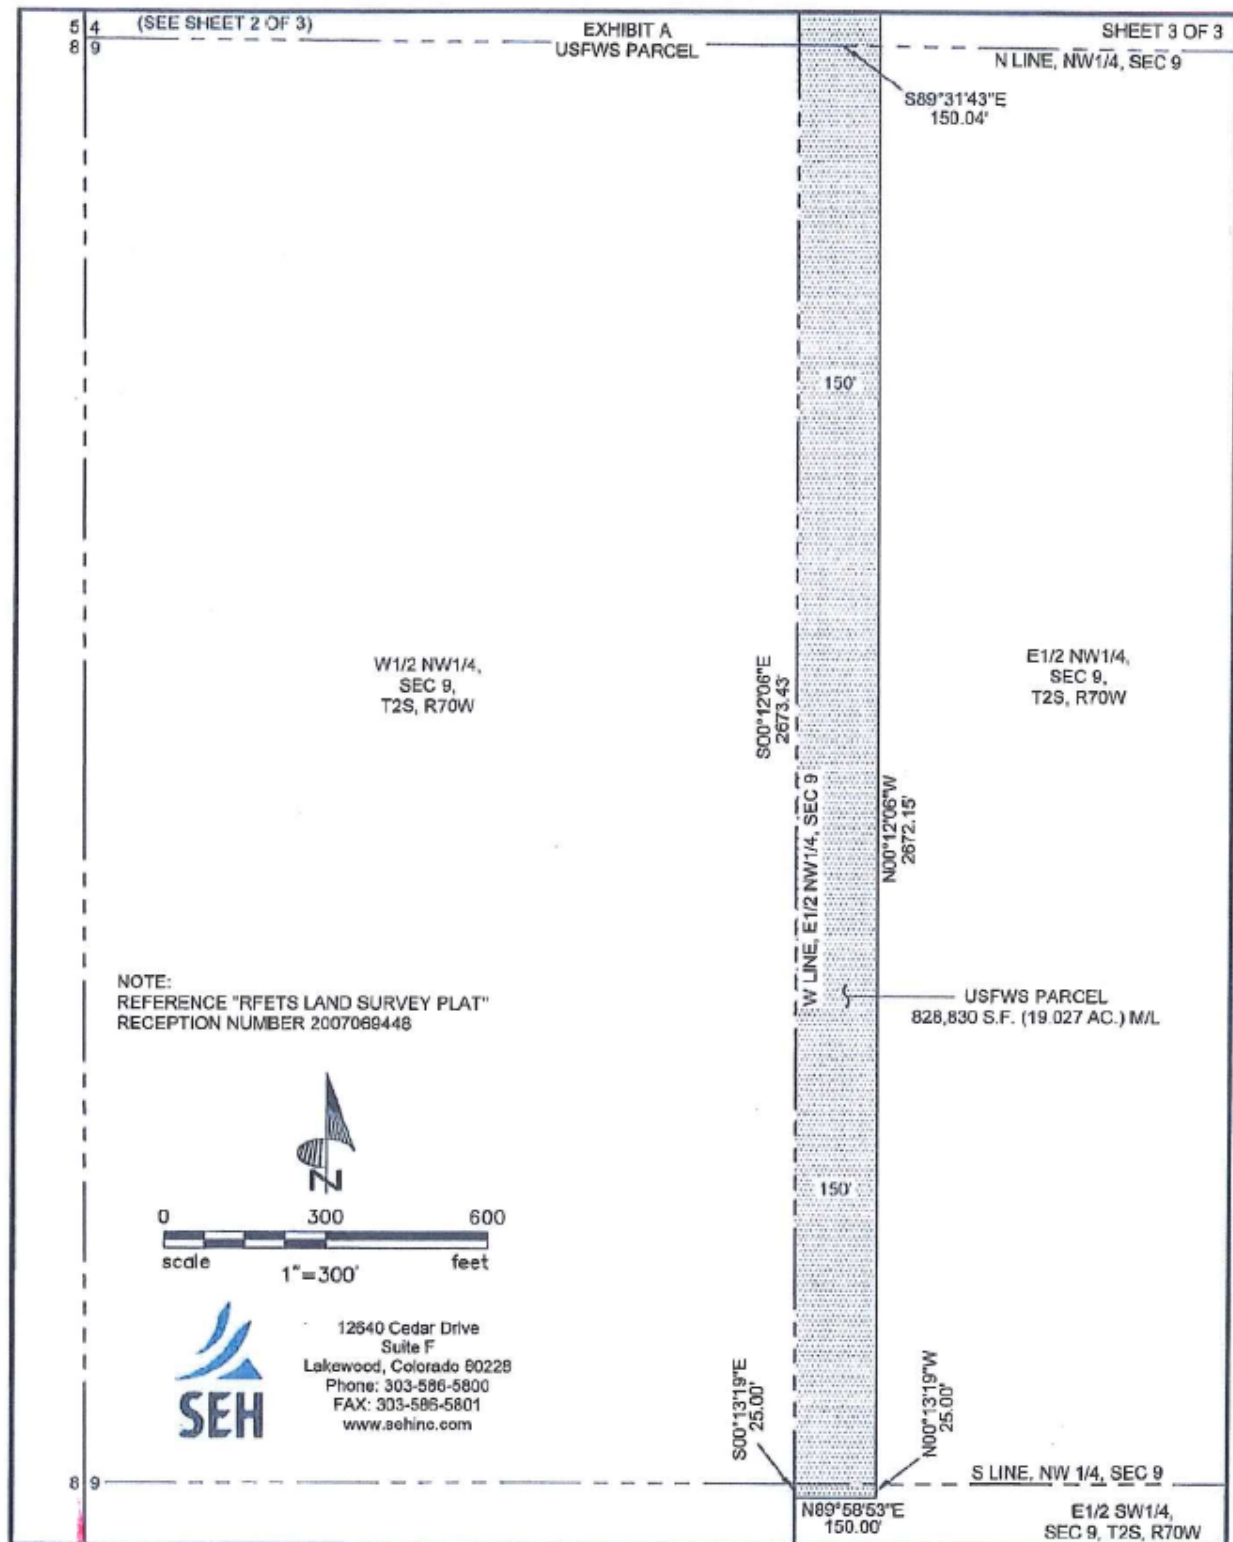 5 4
8 9
(SEE SHEET 2 OF 3)
EXHIBIT A
USFWS PARCEL
SHEET 3 OF 3
N LINE, NW1/4, SEC 9
S89°31'43"E
150.04'
150'
W1/2 NW1/4,
SEC 9,
T2S, R70W
S00°12'06"E
2673.43'
W LINE, E1/2 NW1/4, SEC 9
N00°12'06"W
2672.15'
E1/2 NW1/4,
SEC 9,
T2S, R70W
NOTE:
REFERENCE "RFETS LAND SURVEY PLAT"
RECEPTION NUMBER 2007069448
USFWS PARCEL
828,830 S.F. (19.027 AC.) M/L
N
0 300 600
scale feet
1"=300'
150'
SEH
12640 Cedar Drive
Suite F
Lakewood, Colorado 80228
Phone: 303-586-5800
FAX: 303-586-5801
www.sehinc.com
S00°13'19"E
25.00'
N00°13'19"W
25.00'
8 9
S LINE, NW 1/4, SEC 9
N89°58'53"E
150.00'
E1/2 SW1/4,
SEC 9, T2S, R70W